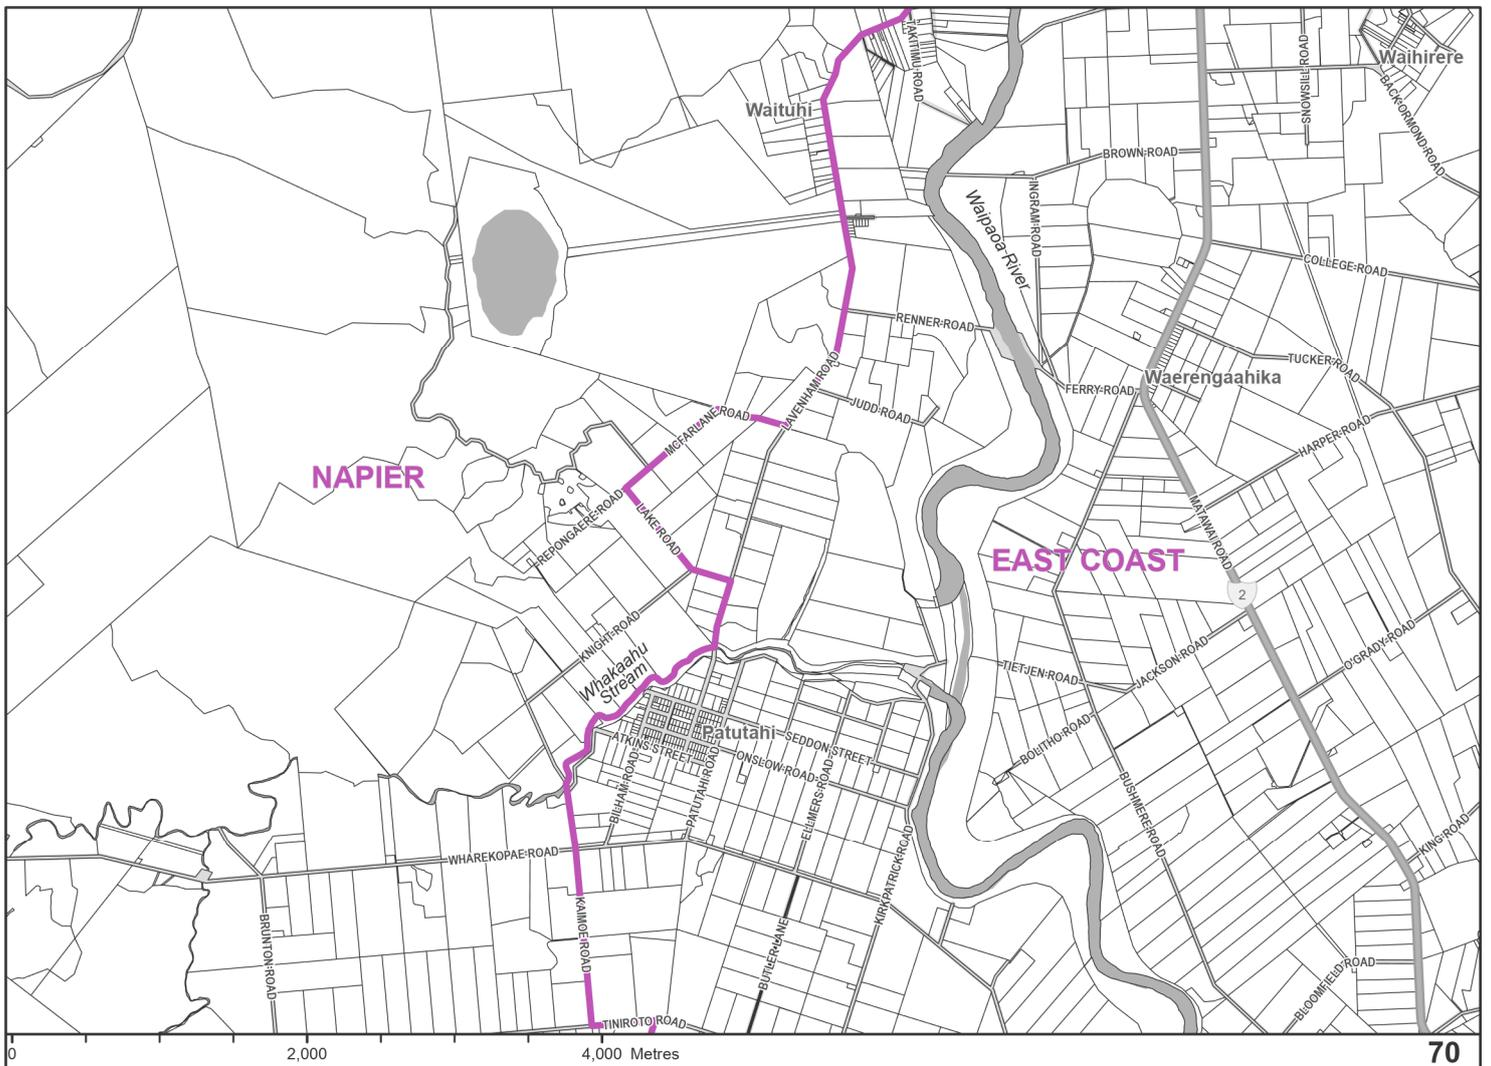 TAKITIMU ROAD
Waihirere
SNOWSILL ROAD
BACK ORMOND ROAD
Waituhi
BROWN ROAD
INGRAM ROAD
Waipaoa River
COLLEGE ROAD
RENNER ROAD
TUCKER ROAD
LAVENHAM ROAD
Waerengaahika
FERRY ROAD
JUDD ROAD
MCFARLANE ROAD
HARPER ROAD
NAPIER
REPONGAERE ROAD
LAKE ROAD
MATAWAI ROAD
EAST COAST
2
KNIGHT ROAD
Whakaahu
Stream
TIETJEN ROAD
JACKSON ROAD
O'GRADY ROAD
Patutahi
ATKINS STREET
SEDDON STREET
ONSLOW ROAD
BOLITHO ROAD
BILHAM ROAD
PATUTAHI ROAD
ELLMERS ROAD
BUSHMERE ROAD
KING ROAD
WHAREKOPAE ROAD
KIRKPATRICK ROAD
BRUNTON ROAD
KAIMOE ROAD
BUTLER LANE
BLOOMFIELD ROAD
TINIROTO ROAD
0
2,000
4,000 Metres
70